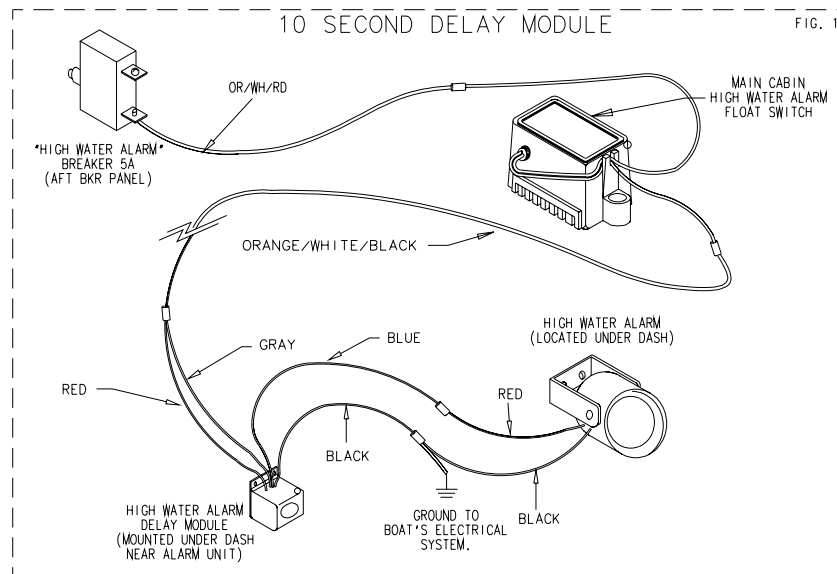 10 SECOND DELAY MODULE
FIG. 1
OR/WH/RD
MAIN CABIN
HIGH WATER ALARM
FLOAT SWITCH
"HIGH WATER ALARM"
BREAKER 5A
(AFT BKR PANEL)
ORANGE/WHITE/BLACK
HIGH WATER ALARM
(LOCATED UNDER DASH)
BLUE
GRAY
RED
RED
BLACK
HIGH WATER ALARM
DELAY MODULE
(MOUNTED UNDER DASH
NEAR ALARM UNIT)
GROUND TO
BOAT'S ELECTRICAL
SYSTEM.
BLACK